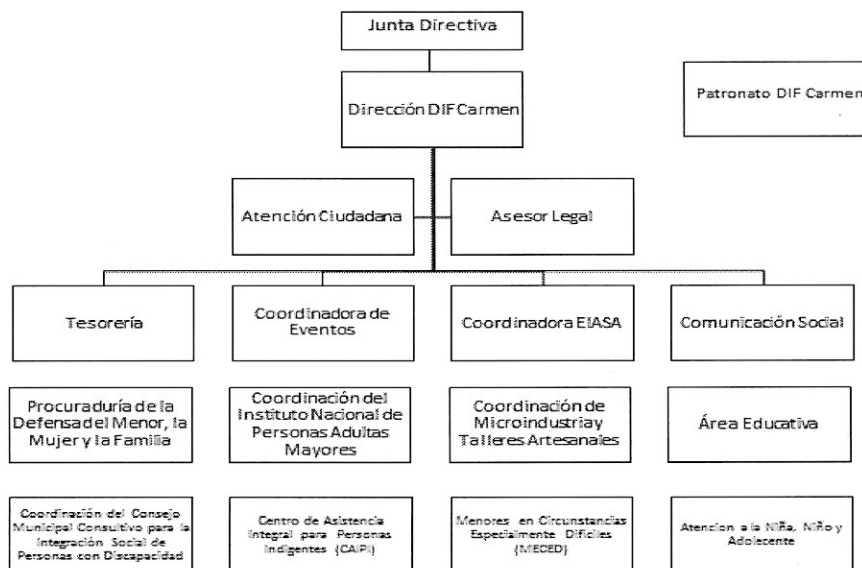 Junta Directiva
Dirección DIF Carmen
Patronato DIF Carmen
Atención Ciudadana
Asesor Legal
Tesorería
Coordinadora de
Eventos
Coordinadora EIASA
Comunicación Social
Procuraduría de la
Defensa del Menor, la
Mujer y la Familia
Coordinación del
Instituto Nacional de
Personas Adultas
Mayores
Coordinación de
Microindustria y
Talleres Artesanales
Área Educativa
Coordinación del Consejo
Municipal Consultivo para la
Integración Social de
Personas con Discapacidad
Centro de Asistencia
Integral para Personas
Indigentes (CAIPI)
Menores en Circunstancias
Especialmente Dificiles
(MECED)
Atencion a la Niña, Niño y
Adolecente